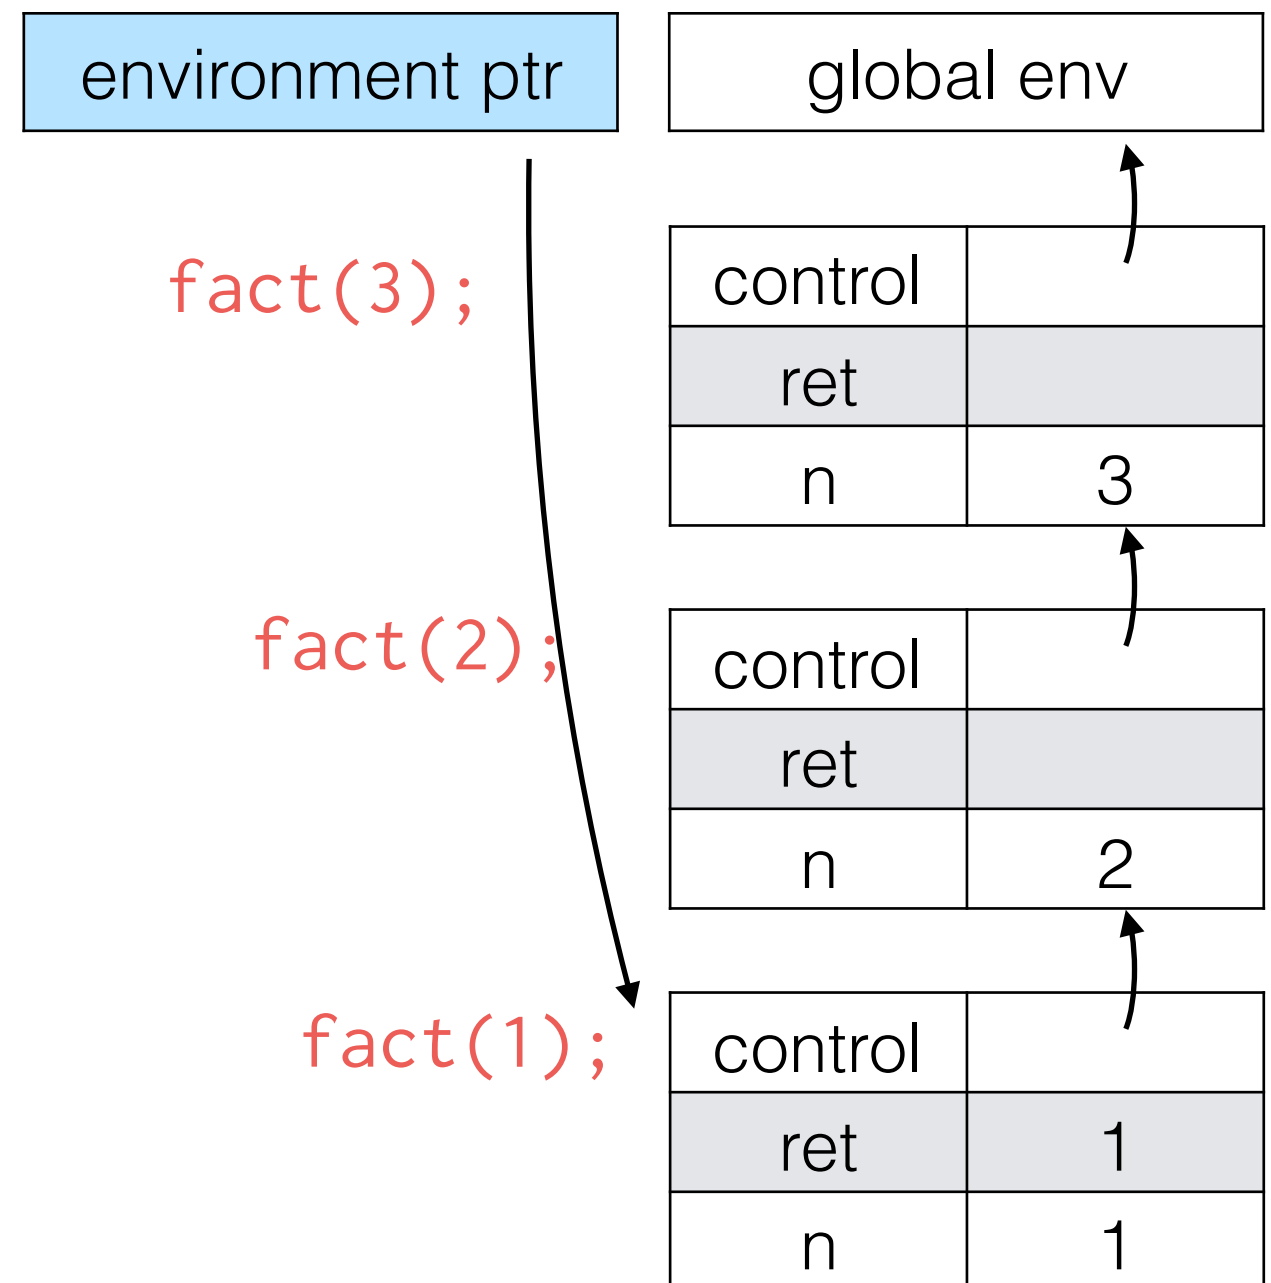 environment ptr
global env
fact(3);
control
ret
n 3
fact(2);
control
ret
n 2
fact(1);
control
ret 1
n 1